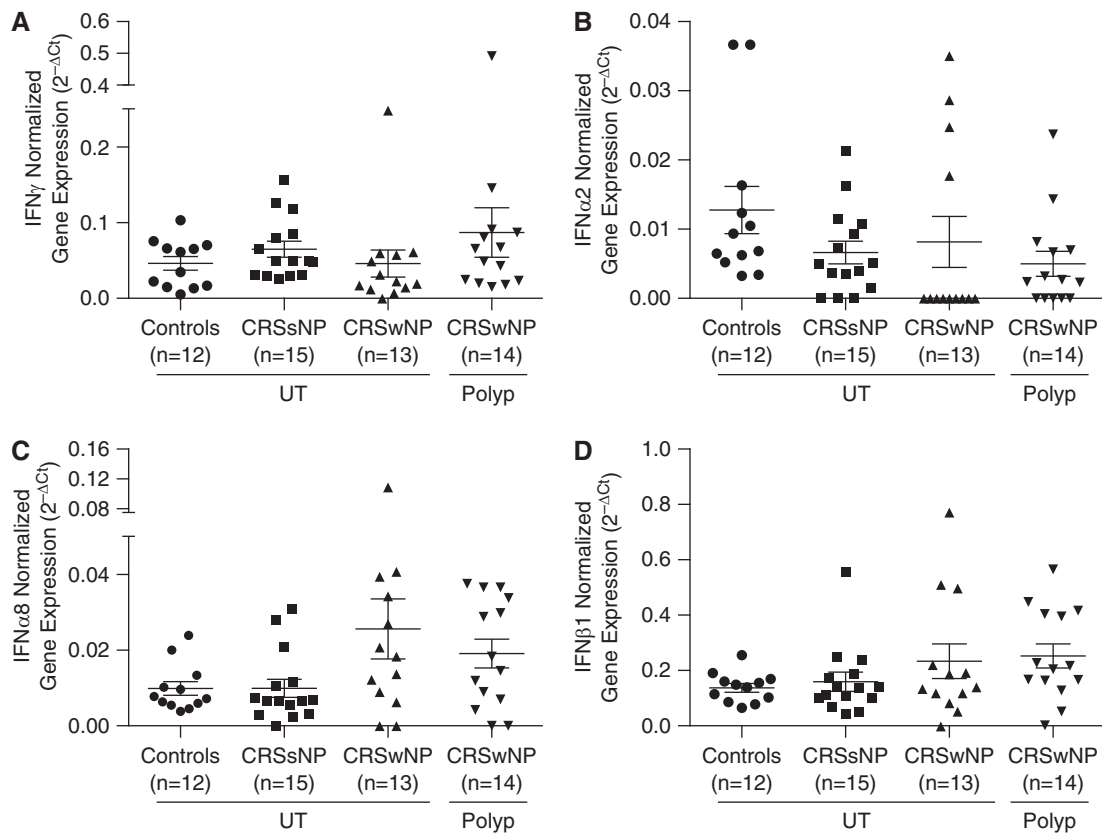 A
IFNγ Normalized
Gene Expression (2−ΔCt)
0.6
0.5
0.4
0.2
0.1
0.0
Controls CRSsNP CRSwNP CRSwNP
(n=12) (n=15) (n=13) (n=14)
UT Polyp
B
IFNα2 Normalized
Gene Expression (2−ΔCt)
0.04
0.03
0.02
0.01
0.00
Controls CRSsNP CRSwNP CRSwNP
(n=12) (n=15) (n=13) (n=14)
UT Polyp
C
IFNα8 Normalized
Gene Expression (2−ΔCt)
0.16
0.12
0.08
0.04
0.02
0.00
Controls CRSsNP CRSwNP CRSwNP
(n=12) (n=15) (n=13) (n=14)
UT Polyp
D
IFNβ1 Normalized
Gene Expression (2−ΔCt)
1.0
0.8
0.6
0.4
0.2
0.0
Controls CRSsNP CRSwNP CRSwNP
(n=12) (n=15) (n=13) (n=14)
UT Polyp